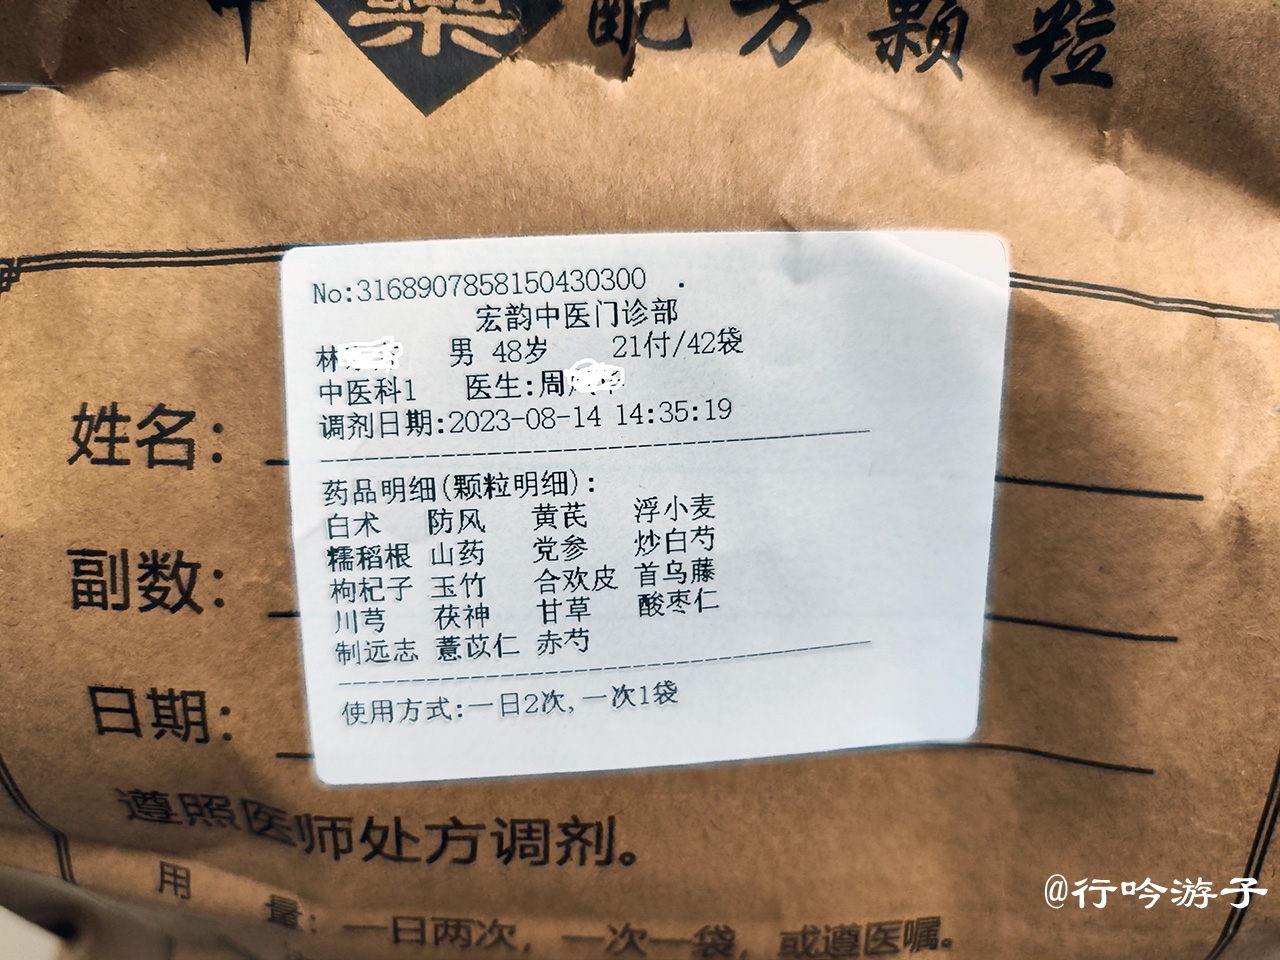 藥配方颗粒
No:3168907858150430300
宏韵中医门诊部
林 男 48岁 21付/42袋
中医科1 医生:周
调剂日期:2023-08-14 14:35:19
药品明细(颗粒明细):
白术 防风 黄芪 浮小麦
糯稻根 山药 党参 炒白芍
枸杞子 玉竹 合欢皮 首乌藤
川芎 茯神 甘草 酸枣仁
制远志 薏苡仁 赤芍
使用方式:一日2次,一次1袋
姓名:
副数:
日期:
遵照医师处方调剂。
用量:一日两次,一次一袋,或遵医嘱。
@行吟游子